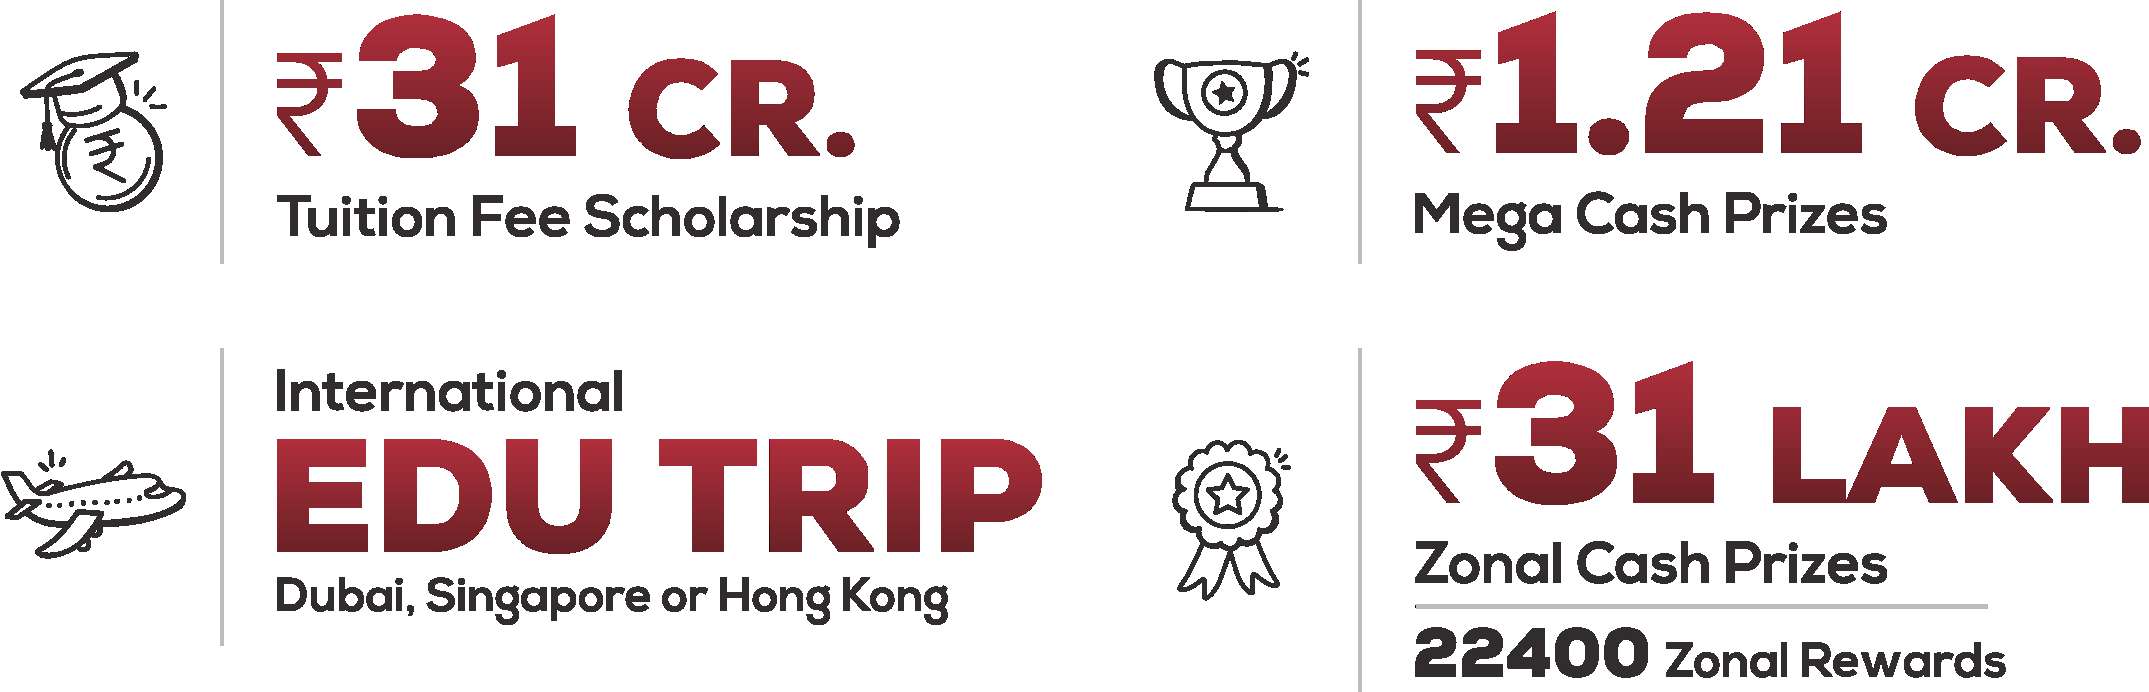 ₹31 CR.
Tuition Fee Scholarship
₹1.21 CR.
Mega Cash Prizes
International
EDU TRIP
Dubai, Singapore or Hong Kong
₹31 LAKH
Zonal Cash Prizes
22400 Zonal Rewards